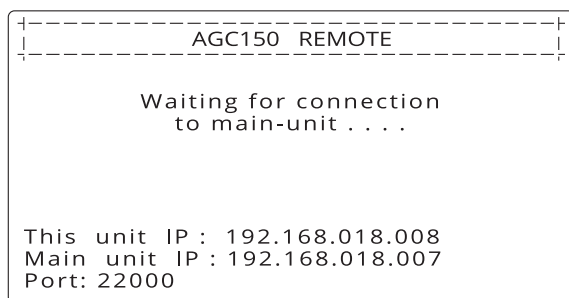 AGC150 REMOTE
Waiting for connection
to main-unit . . . .
This unit IP : 192.168.018.008
Main unit IP : 192.168.018.007
Port: 22000